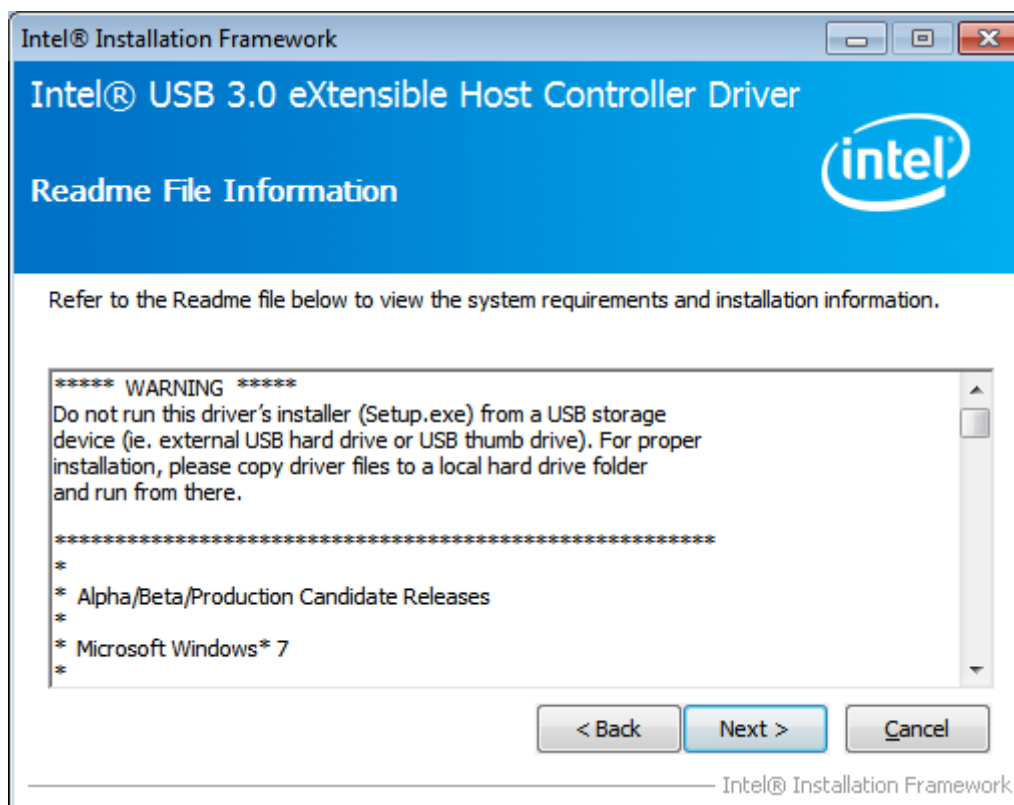 Intel® Installation Framework
Intel® USB 3.0 eXtensible Host Controller Driver
intel
Readme File Information
Refer to the Readme file below to view the system requirements and installation information.
***** WARNING *****
Do not run this driver's installer (Setup.exe) from a USB storage
device (ie. external USB hard drive or USB thumb drive). For proper
installation, please copy driver files to a local hard drive folder
and run from there.
*******************************************************
*
* Alpha/Beta/Production Candidate Releases
*
* Microsoft Windows* 7
*
< Back
Next >
Cancel
Intel® Installation Framework